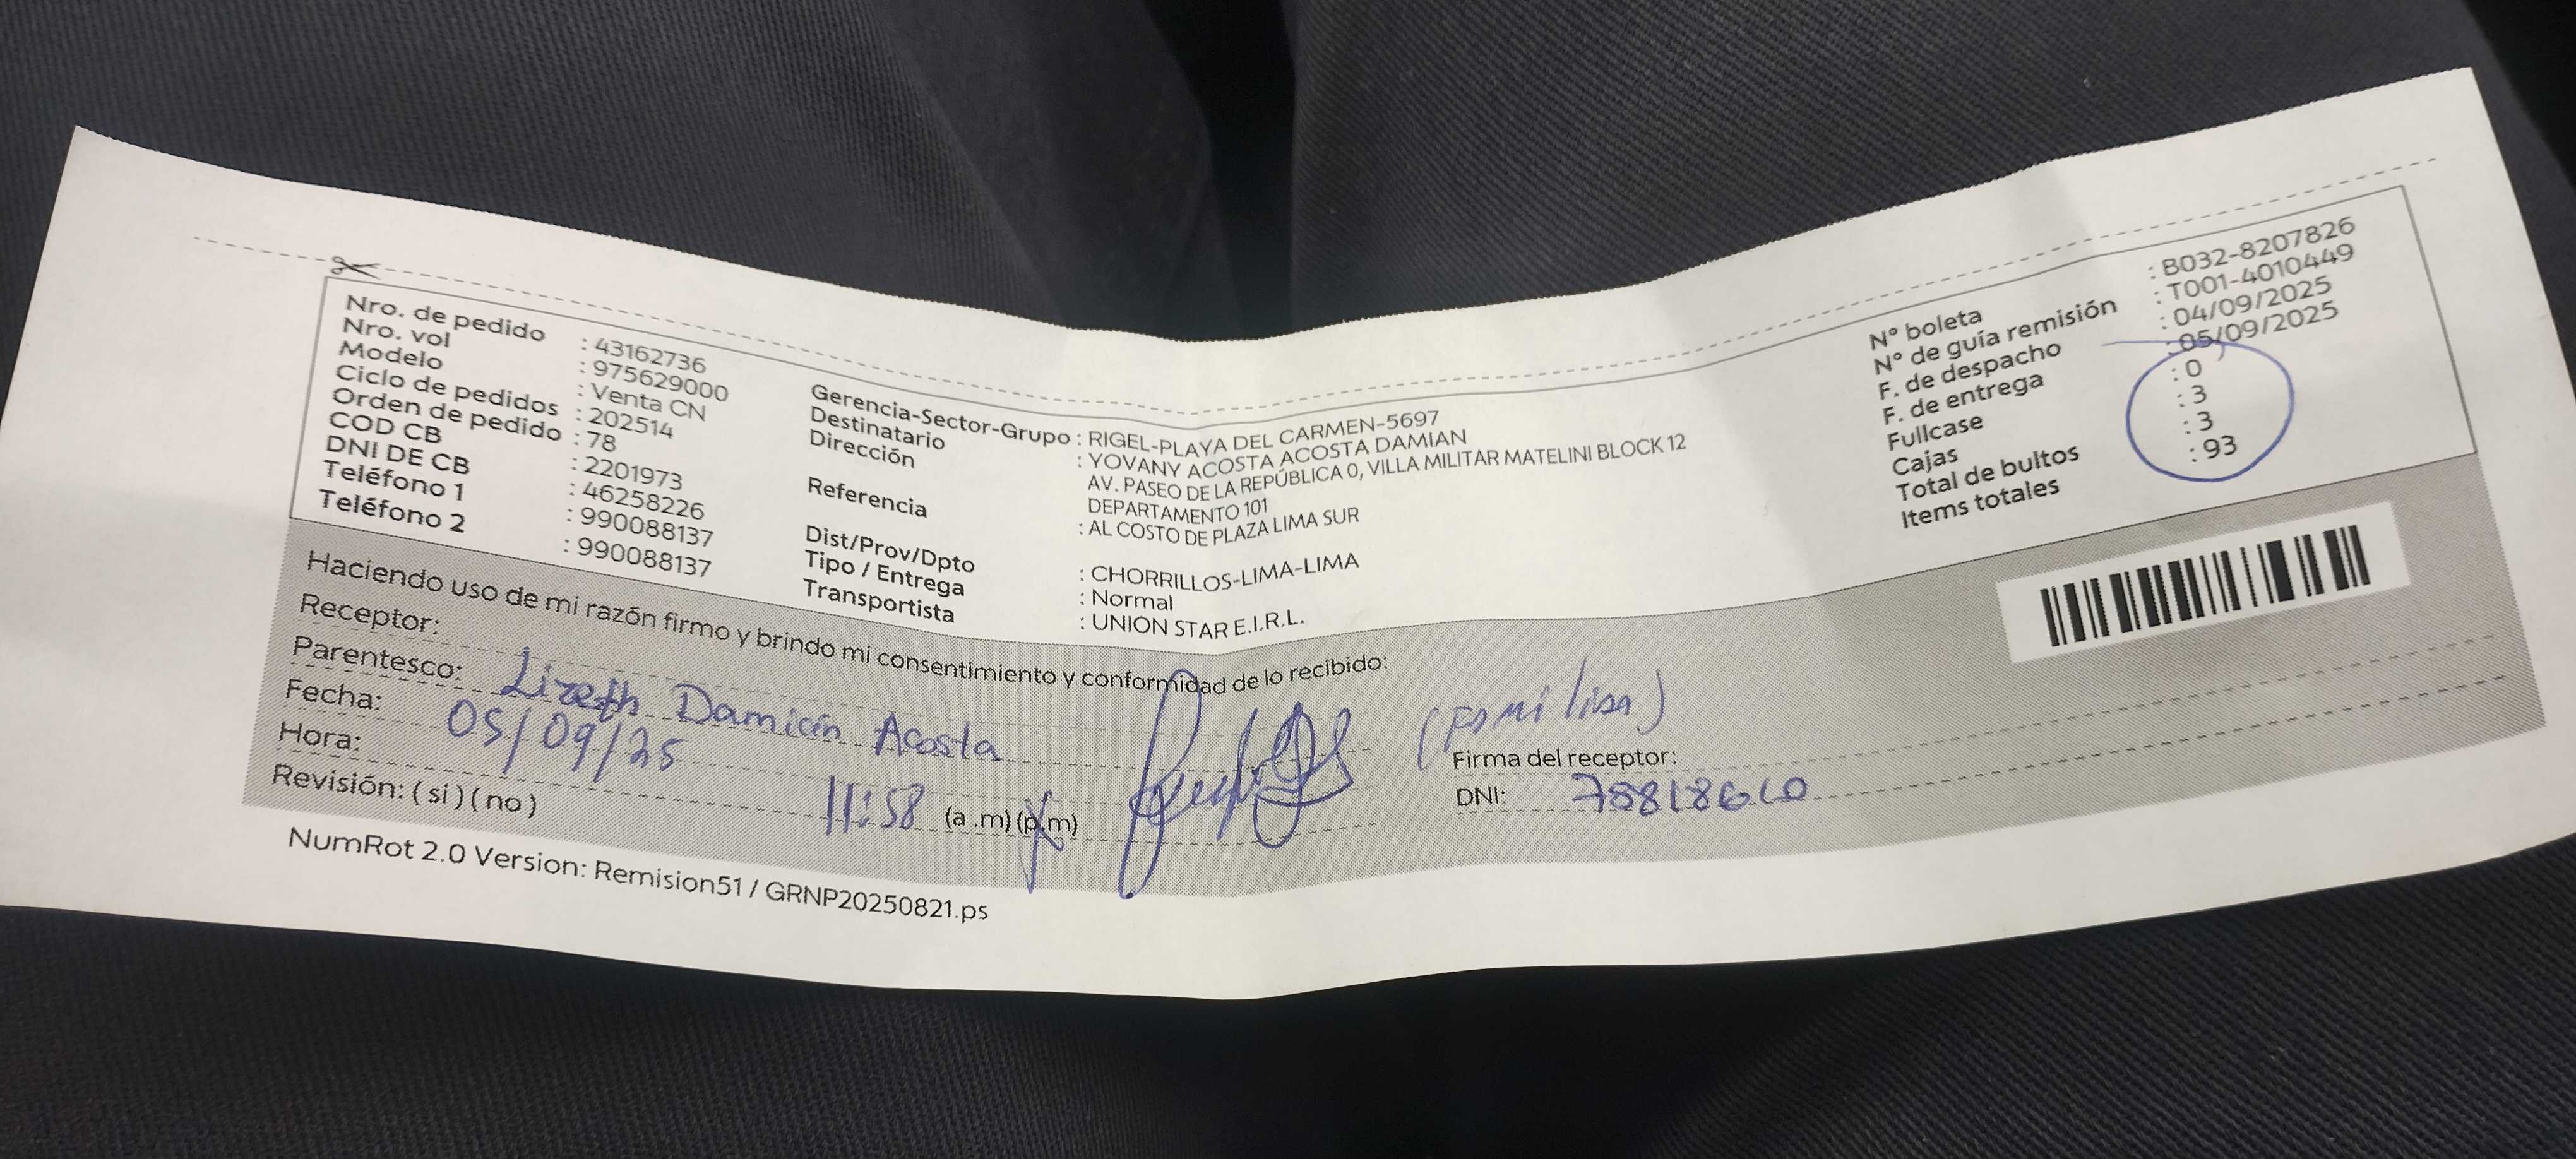 Nro. de pedido : 43162736
Nro. vol : 975629000
Modelo : Venta CN
Ciclo de pedidos : 202514
Orden de pedido : 78
COD CB : 2201973
DNI DE CB : 46258226
Teléfono 1 : 990088137
Teléfono 2 : 990088137
Gerencia-Sector-Grupo : RIGEL-PLAYA DEL CARMEN-5697
Destinatario : YOVANY ACOSTA ACOSTA DAMIAN
Dirección AV. PASEO DE LA REPÚBLICA 0, VILLA MILITAR MATELINI BLOCK 12
DEPARTAMENTO 101
Referencia : AL COSTO DE PLAZA LIMA SUR
Dist/Prov/Dpto : CHORRILLOS-LIMA-LIMA
Tipo / Entrega : Normal
Transportista : UNION STAR E.I.R.L.
N° boleta : B032-8207826
N° de guía remisión : T001-4010449
F. de despacho : 04/09/2025
F. de entrega : 05/09/2025
Fullcase : 0
Cajas : 3
Total de bultos : 3
Items totales : 93
Haciendo uso de mi razón firmo y brindo mi consentimiento y conformidad de lo recibido:
Receptor: Lizeth Damián Acosta
Parentesco: (familiar)
Fecha: 05/09/25
Hora: 11:58 (a .m) (p.m)
Firma del receptor:
Revisión: ( si ) ( no )
DNI:
NumRot 2.0 Version: Remision51 / GRNP20250821.ps